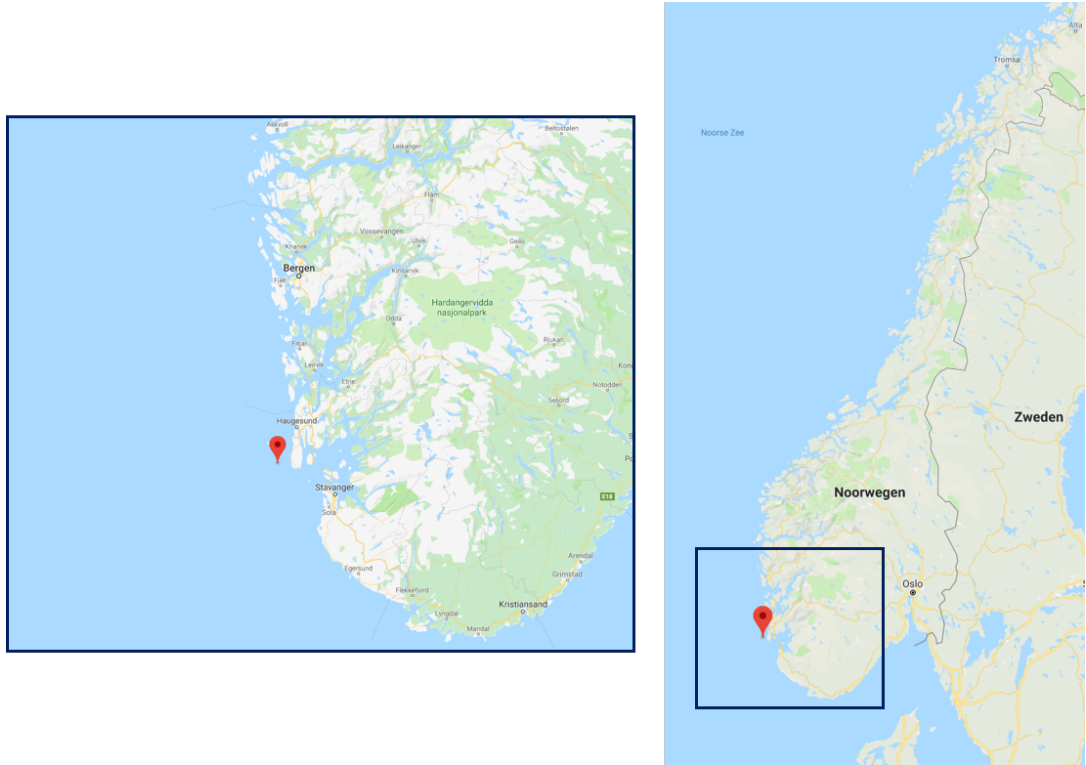 Leikanger
Beitostølen
Flåm
Vossevangen
Ulvik
Geilo
Knarvik
Bergen
Fjell
Kinsarvik
Hardangervidda
nasjonalpark
Odda
Rjukan
Fitjar
Leirvik
Etne
Notodden
Seljord
Haugesund
Stavanger
Sola
E18
Egersund
Arendal
Grimstad
Flekkefjord
Kristiansand
Lyngdal
Mandal
Alta
Tromsø
Noorse Zee
Zweden
Noorwegen
Oslo